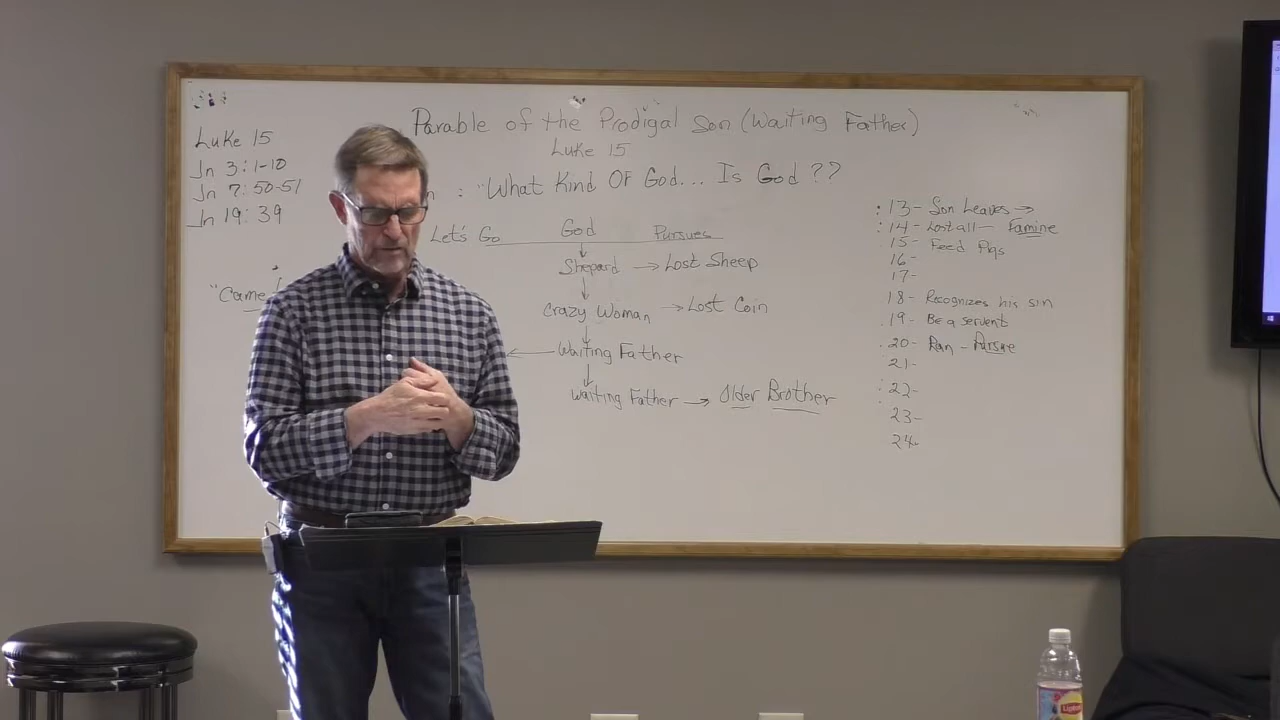 Parable of the Prodigal Son (Waiting Father)
Luke 15
Luke 15
Jn 3:1-10
Jn 7:50-51
Jn 19:39
"Came
: "What Kind Of God... Is God ??
Let's Go God Pursues
Shepard → Lost Sheep
Crazy Woman → Lost Coin
← Waiting Father
Waiting Father → Older Brother
: 13- Son Leaves →
: 14- Lost all - Famine
15- Feed Pigs
16-
17-
18- Recognizes his sin
19- Be a servent
20- Ran - Pursue
21-
22-
23-
24-
Lipton